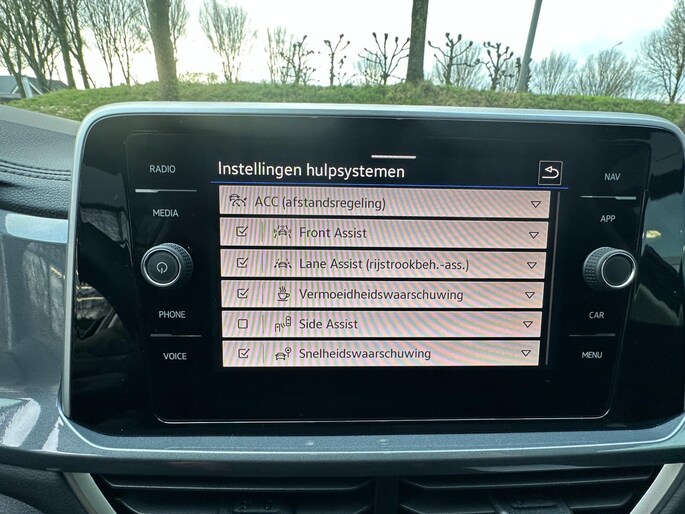 RADIO
MEDIA
PHONE
VOICE
Instellingen hulpsystemen
ACC (afstandsregeling)
Front Assist
Lane Assist (rijstrookbeh.-ass.)
Vermoeidheidswaarschuwing
Side Assist
Snelheidswaarschuwing
NAV
APP
CAR
MENU